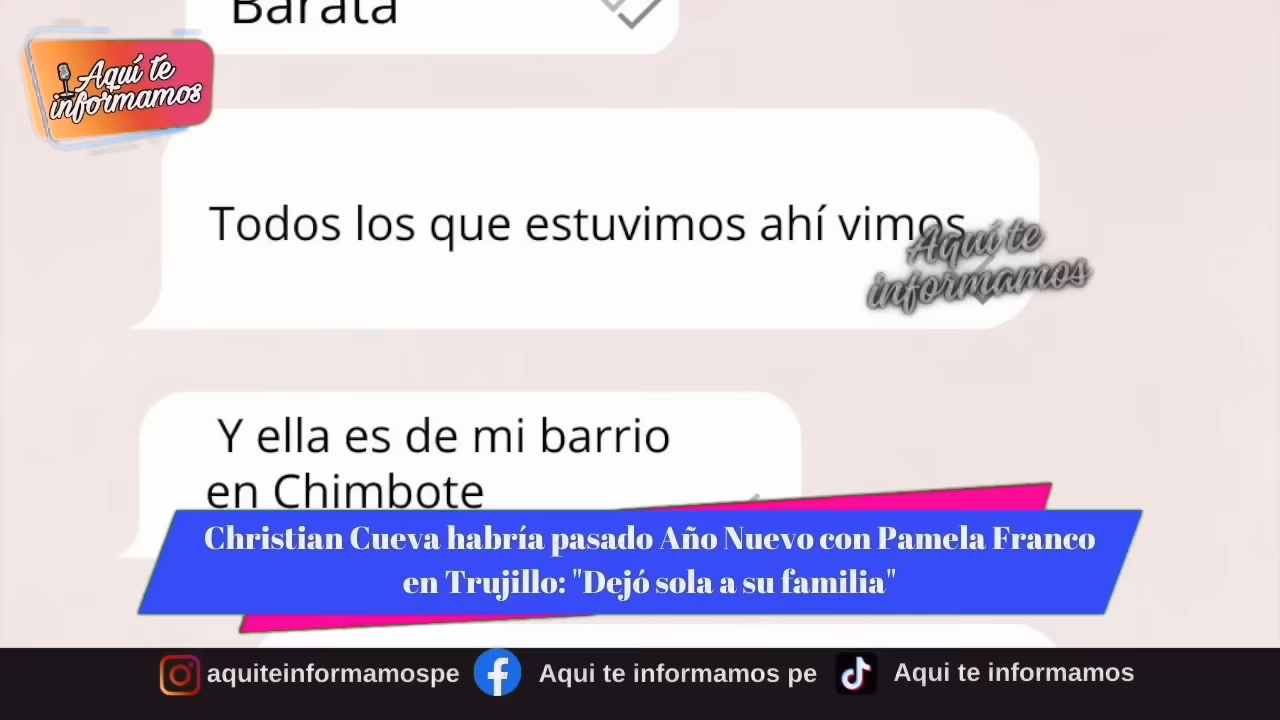 Barata
Aquí te
informamos
Todos los que estuvimos ahí vimos
Aquí te
informamos
Y ella es de mi barrio
en Chimbote
Christian Cueva habría pasado Año Nuevo con Pamela Franco
en Trujillo: "Dejó sola a su familia"
aquiteinformamospe Aqui te informamos pe Aqui te informamos